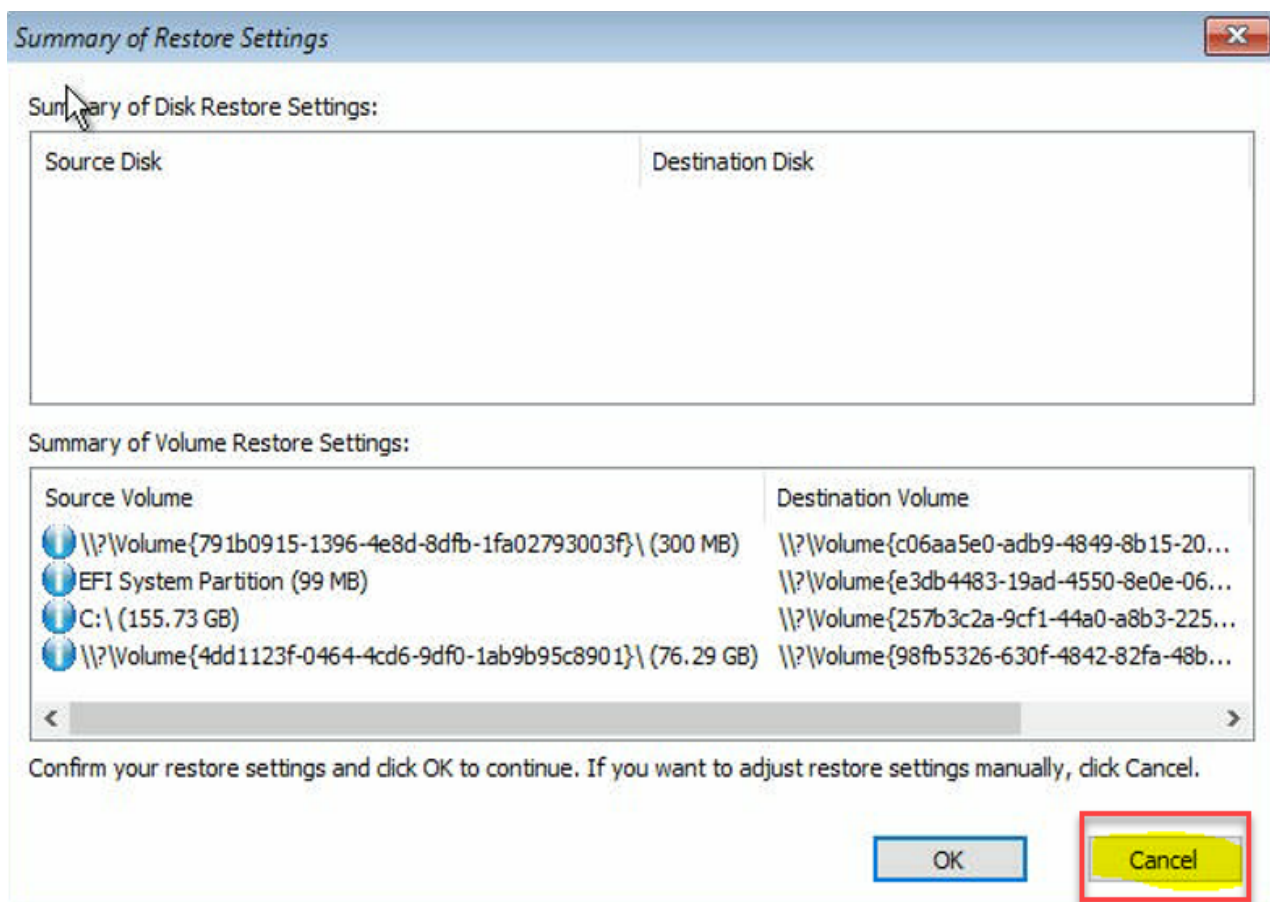 Summary of Restore Settings
Summary of Disk Restore Settings:
Source Disk Destination Disk
Summary of Volume Restore Settings:
Source Volume Destination Volume
\\?\Volume{791b0915-1396-4e8d-8dfb-1fa02793003f}\ (300 MB) \\?\Volume{c06aa5e0-adb9-4849-8b15-20...
EFI System Partition (99 MB) \\?\Volume{e3db4483-19ad-4550-8e0e-06...
C:\ (155.73 GB) \\?\Volume{257b3c2a-9cf1-44a0-a8b3-225...
\\?\Volume{4dd1123f-0464-4cd6-9df0-1ab9b95c8901}\ (76.29 GB) \\?\Volume{98fb5326-630f-4842-82fa-48b...
Confirm your restore settings and click OK to continue. If you want to adjust restore settings manually, click Cancel.
OK Cancel